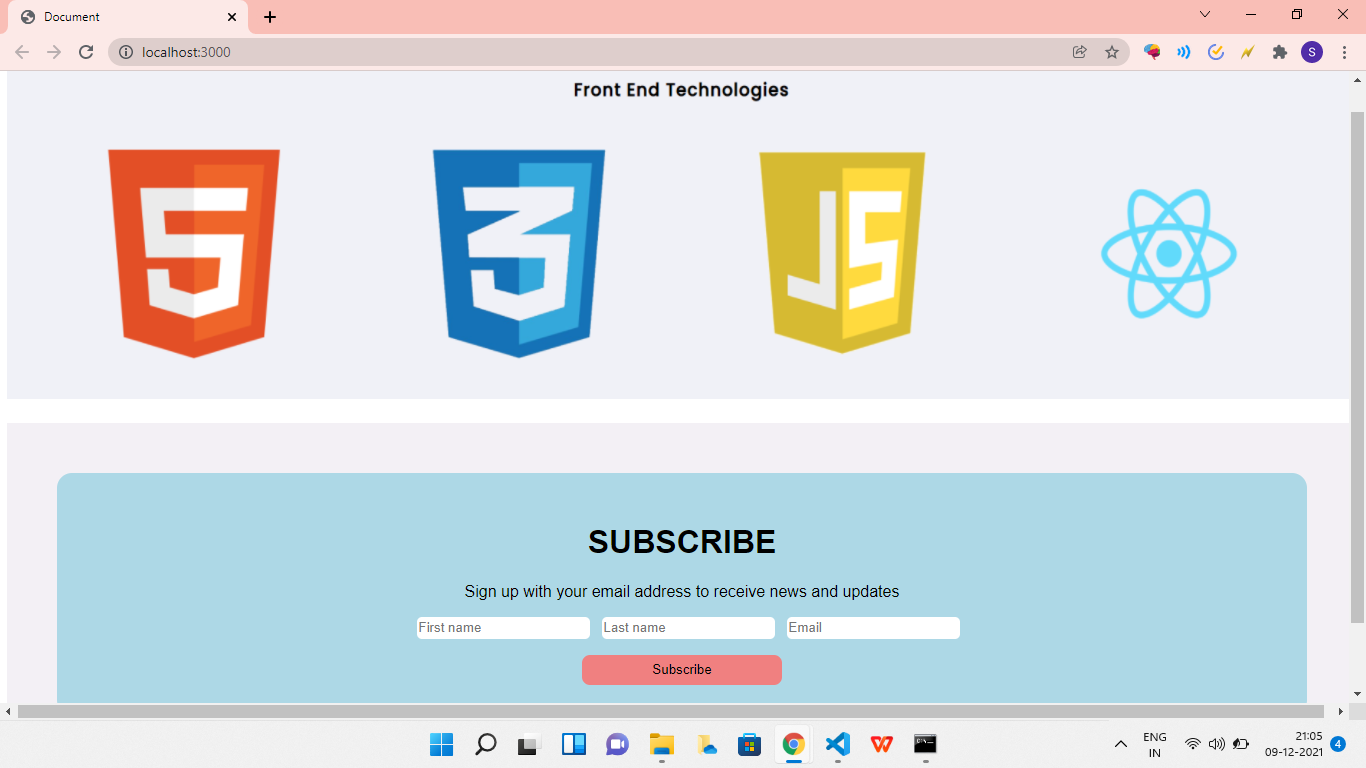 Document
localhost:3000
S
Front End Technologies
5
3
JS
SUBSCRIBE
Sign up with your email address to receive news and updates
First name Last name Email
Subscribe
ENG
IN
21:05
09-12-2021
4